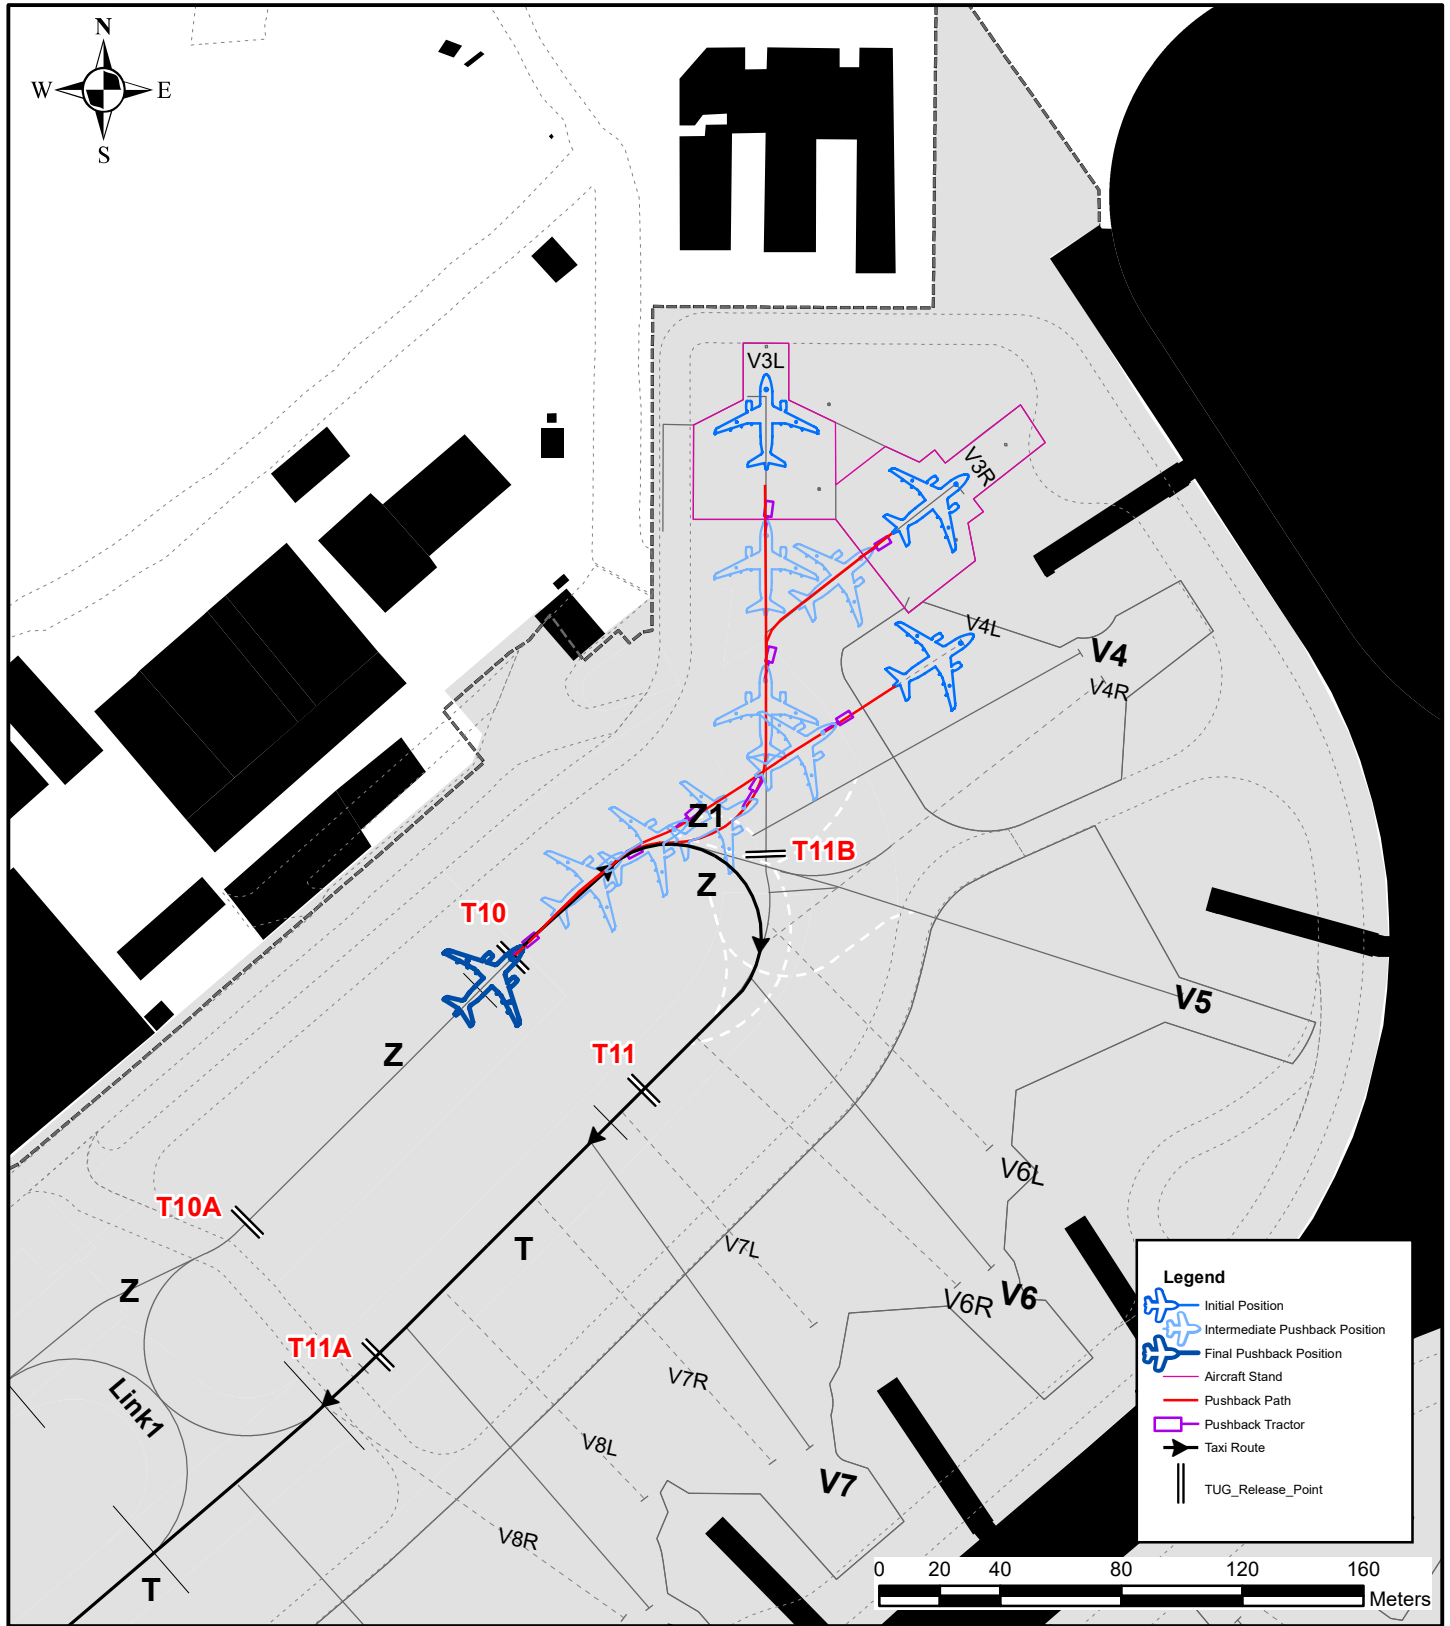 N
W E
S
V3L
V3R
V4L
V4
V4R
Z1
T11B
Z
T10
V5
Z
T11
V6L
T10A
T
V7L
Z
V6
V6R
T11A
V7R
Link1
V8L
V7
V8R
T
Legend
Initial Position
Intermediate Pushback Position
Final Pushback Position
Aircraft Stand
Pushback Path
Pushback Tractor
Taxi Route
TUG_Release_Point
0 20 40 80 120 160
Meters